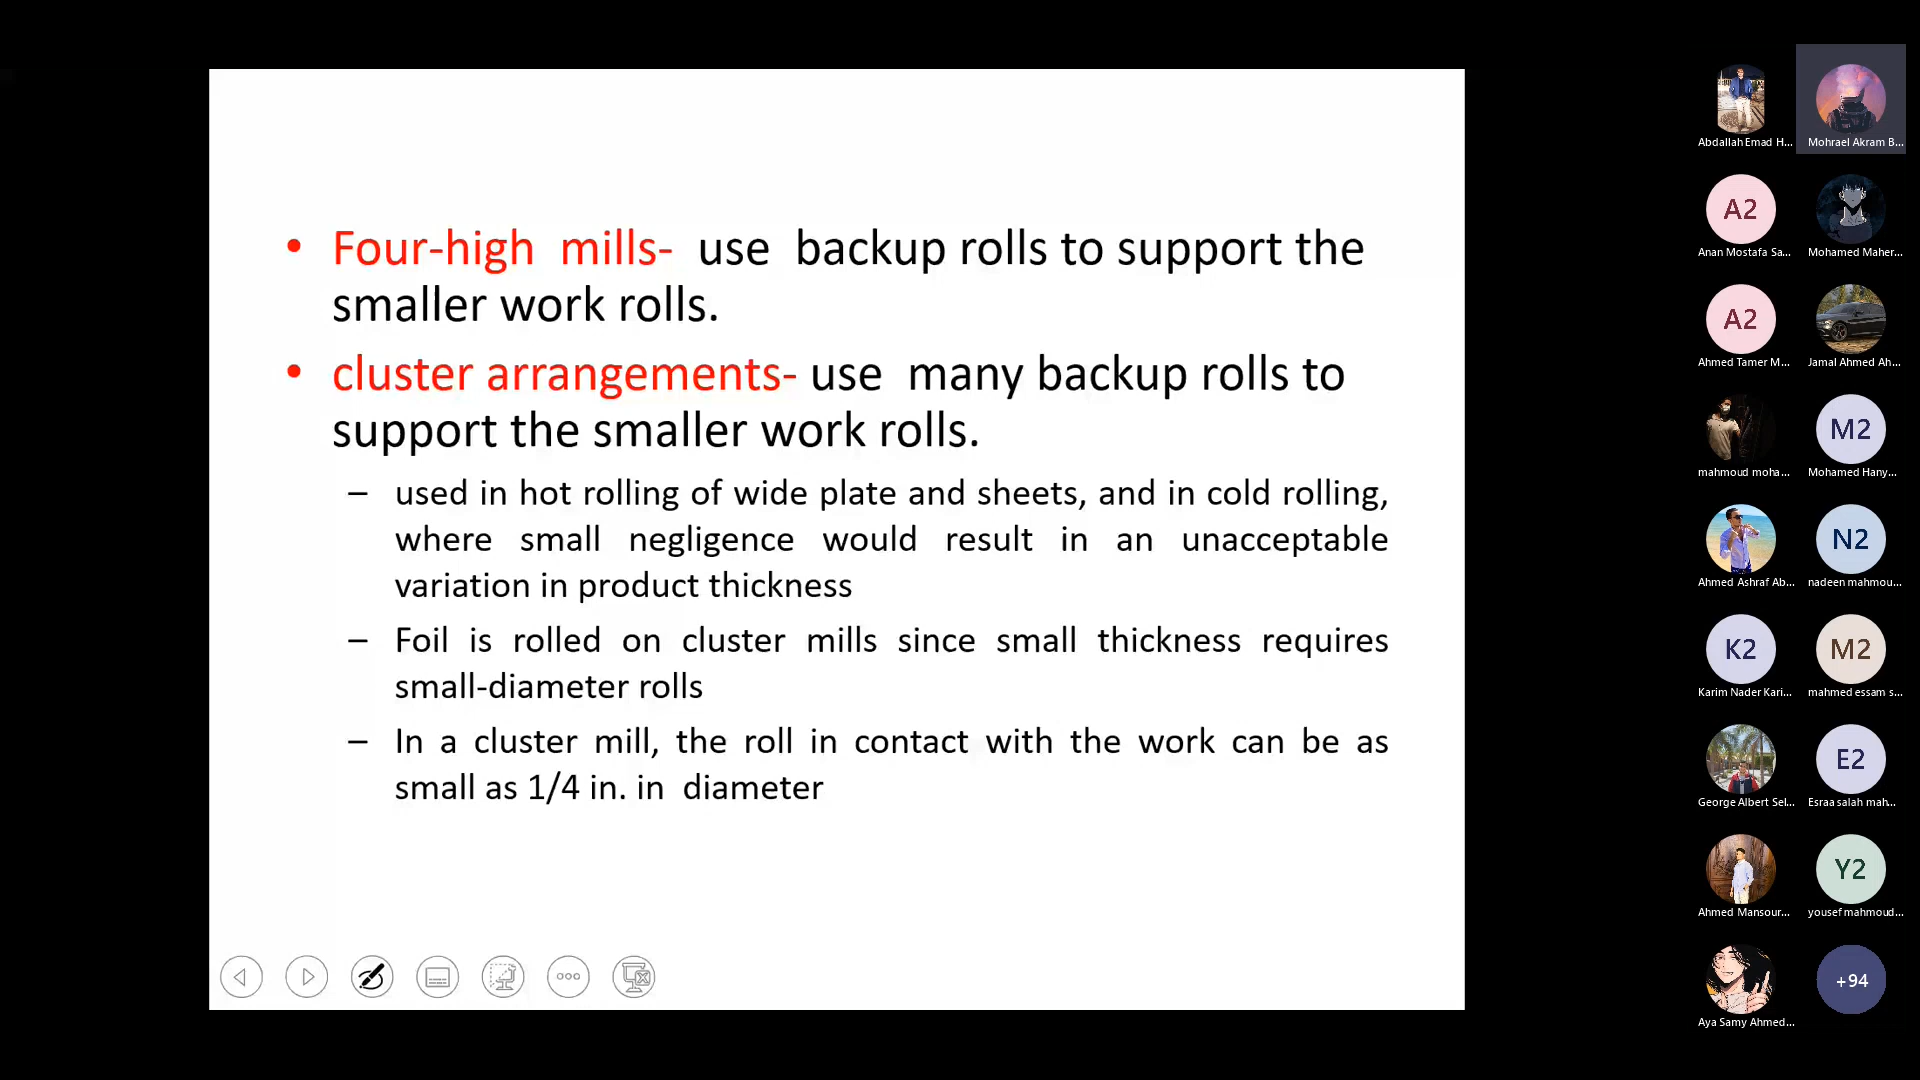 • Four-high mills- use backup rolls to support the
smaller work rolls.
• cluster arrangements- use many backup rolls to
support the smaller work rolls.
– used in hot rolling of wide plate and sheets, and in cold rolling,
where small negligence would result in an unacceptable
variation in product thickness
– Foil is rolled on cluster mills since small thickness requires
small-diameter rolls
– In a cluster mill, the roll in contact with the work can be as
small as 1/4 in. in diameter
Abdallah Emad H...
Mohrael Akram B...
A2
Anan Mostafa Sa...
Mohamed Maher...
A2
Ahmed Tamer M...
Jamal Ahmed Ah...
mahmoud moha...
M2
Mohamed Hany...
Ahmed Ashraf Ab...
N2
nadeen mahmou...
K2
Karim Nader Kari...
M2
mahmed essam s...
George Albert Sel...
E2
Esraa salah mah...
Ahmed Mansour...
Y2
yousef mahmoud...
Aya Samy Ahmed...
+94